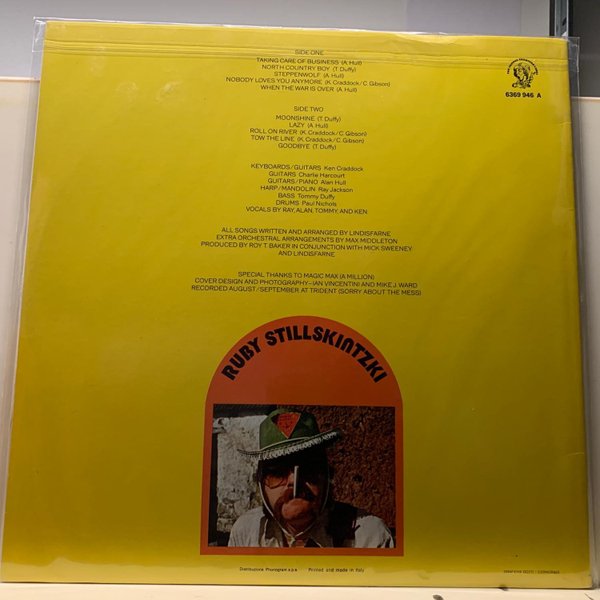 SIDE ONE
TAKING CARE OF BUSINESS (A Hull)
NORTH COUNTRY BOY (T Duffy)
STEPPENWOLF (A Hull)
NOBODY LOVES YOU ANYMORE (K. Craddock/C. Gibson)
WHEN THE WAR IS OVER (A Hull)
6369 946 A
SIDE TWO
MOONSHINE (T Duffy)
LAZY (A Hull)
ROLL ON RIVER (K. Craddock/C. Gibson)
TOW THE LINE (K. Craddock/C. Gibson)
GOODBYE (T Duffy)
KEYBOARDS/GUITARS Ken Craddock
GUITARS Charlie Harcourt
GUITARS/PIANO Alan Hull
HARP/MANDOLIN Ray Jackson
BASS Tommy Duffy
DRUMS Paul Nichols
VOCALS BY RAY, ALAN, TOMMY, AND KEN
ALL SONGS WRITTEN AND ARRANGED BY LINDISFARNE
EXTRA ORCHESTRAL ARRANGEMENTS BY MAX MIDDLETON
PRODUCED BY ROY T. BAKER IN CONJUNCTION WITH MICK SWEENEY
AND LINDISFARNE
SPECIAL THANKS TO MAGIC MAX (A MILLION)
COVER DESIGN AND PHOTOGRAPHY—IAN VINCENTINI AND MIKE J. WARD
RECORDED AUGUST/SEPTEMBER AT TRIDENT (SORRY ABOUT THE MESS)
RUBY STILLSKINTZKI
Distribuzione Phonogram s.p.a. Printed and made in Italy